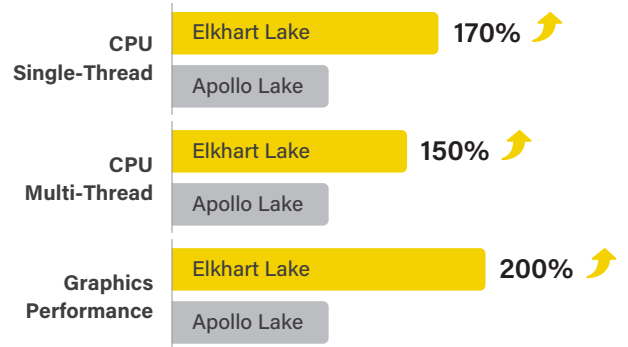 CPU
Single-Thread
Elkhart Lake
170%
Apollo Lake
CPU
Multi-Thread
Elkhart Lake
150%
Apollo Lake
Graphics
Performance
Elkhart Lake
200%
Apollo Lake